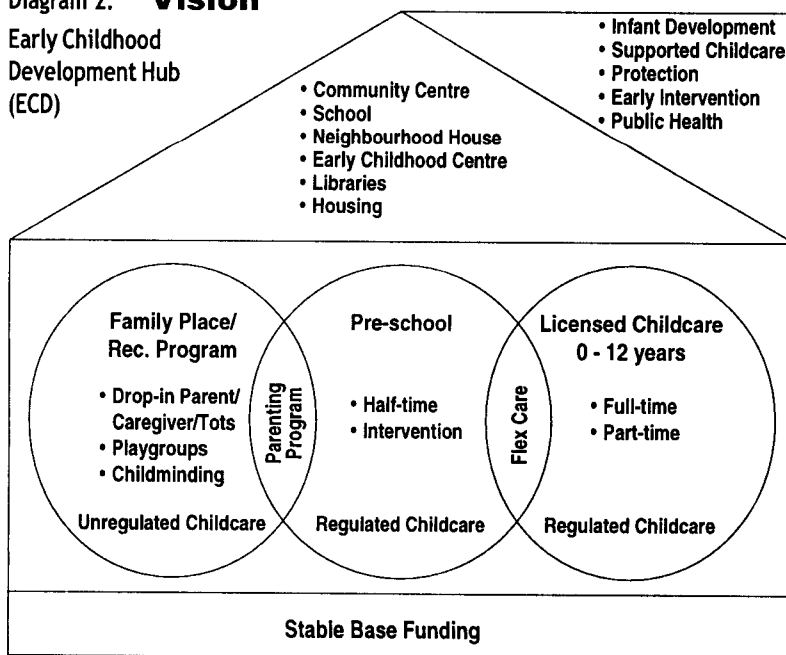 Diagram 2: Vision
Early Childhood
Development Hub
(ECD)
• Community Centre
• School
• Neighbourhood House
• Early Childhood Centre
• Libraries
• Housing
• Infant Development
• Supported Childcare
• Protection
• Early Intervention
• Public Health
Family Place/
Rec. Program
• Drop-in Parent/
Caregiver/Tots
• Playgroups
• Childminding
Unregulated Childcare
Parenting
Program
Pre-school
• Half-time
• Intervention
Regulated Childcare
Flex Care
Licensed Childcare
0 - 12 years
• Full-time
• Part-time
Regulated Childcare
Stable Base Funding